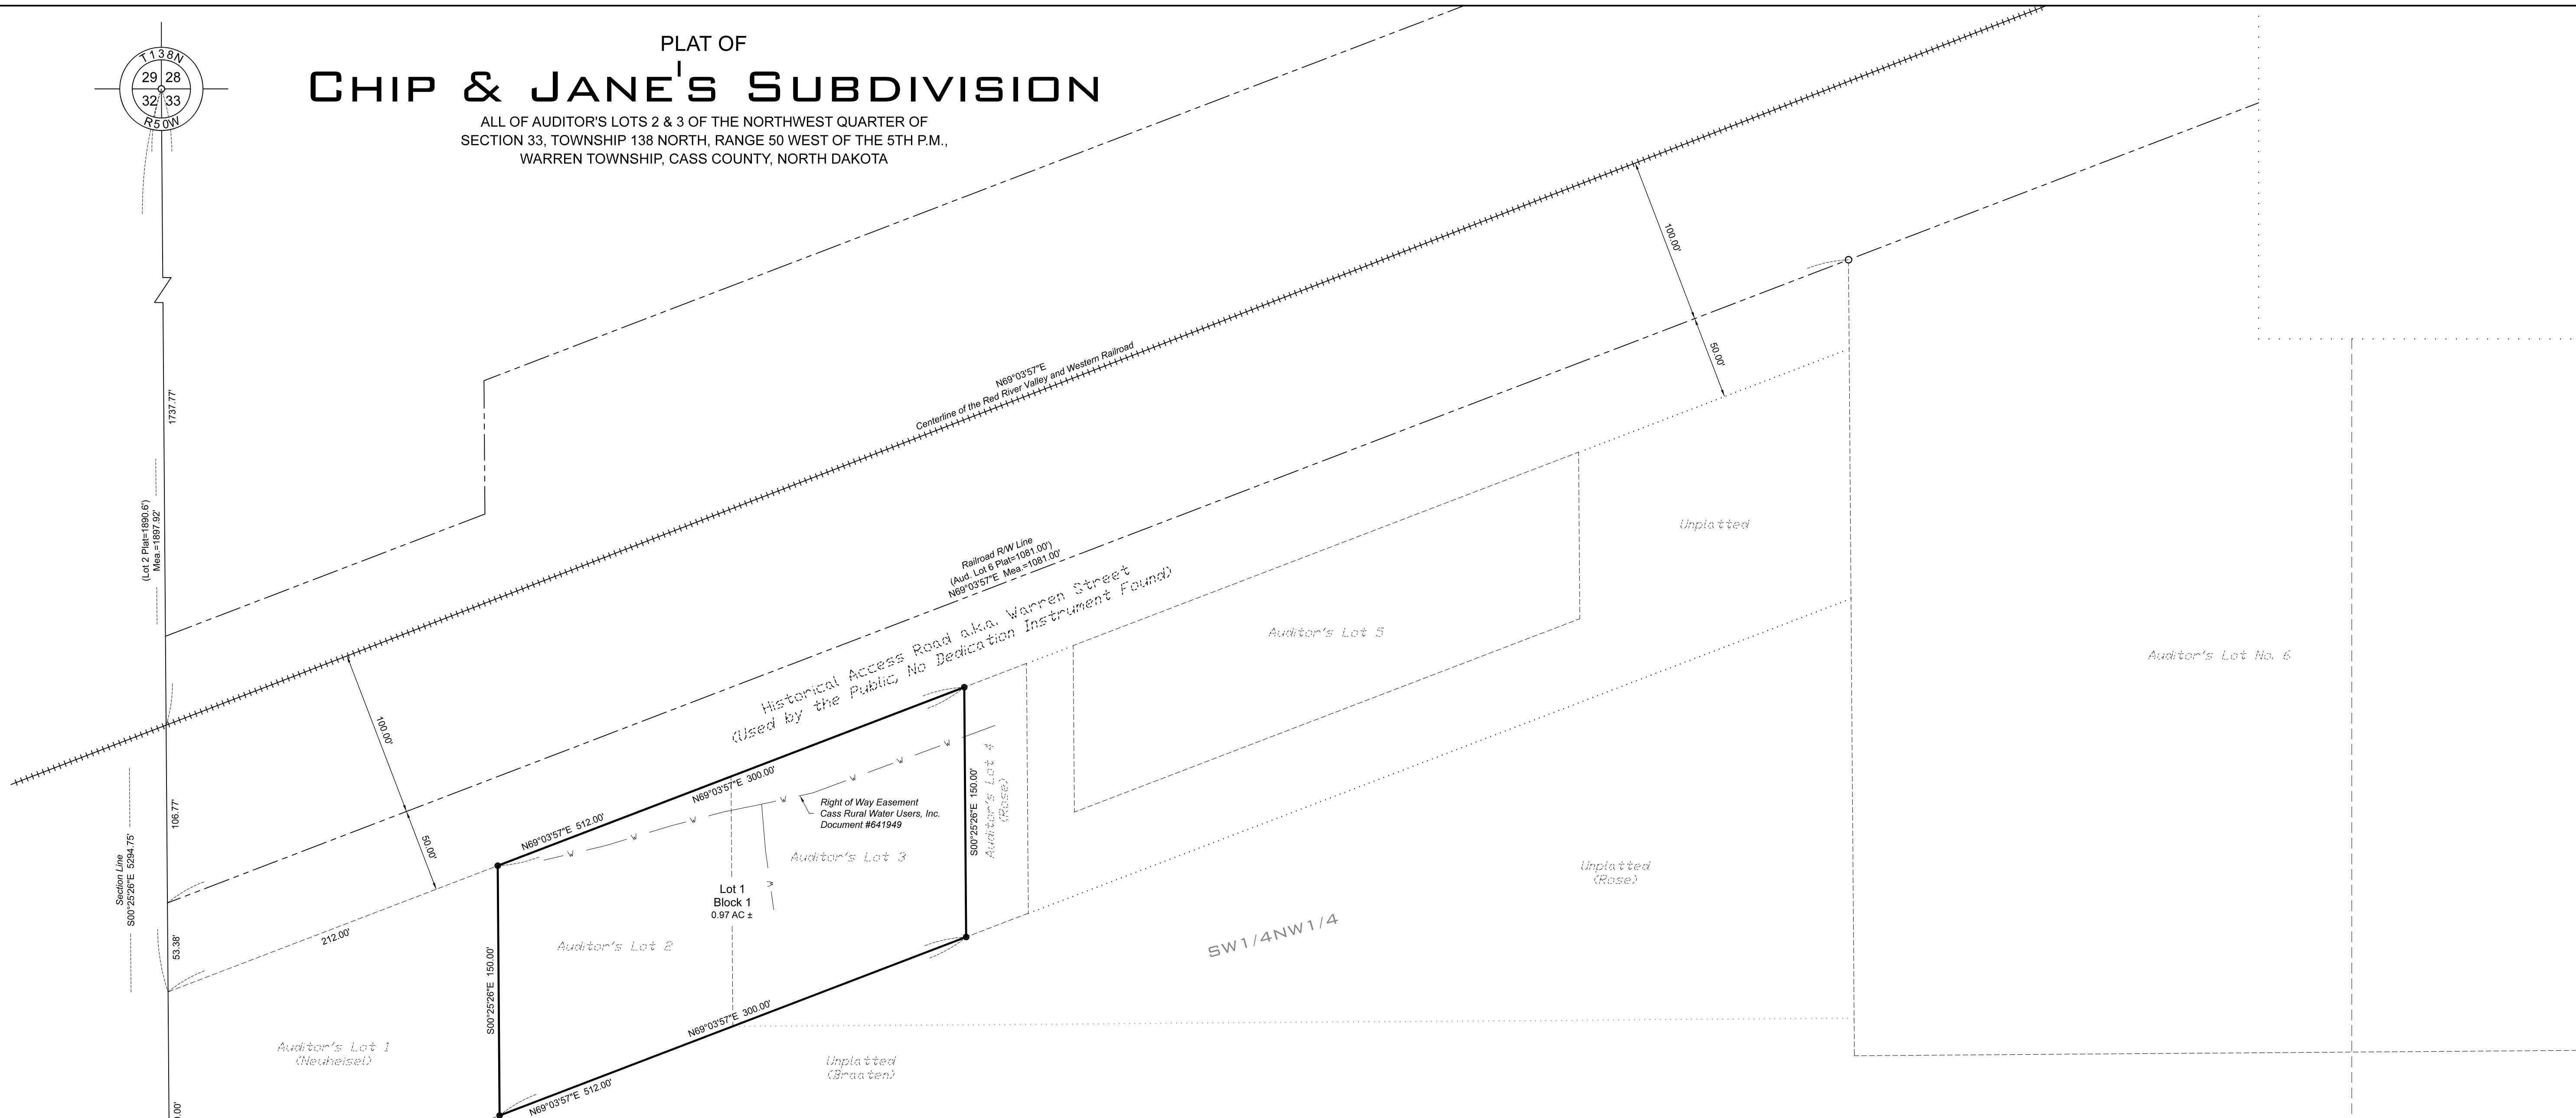 PLAT OF
CHIP & JANE'S SUBDIVISION
ALL OF AUDITOR'S LOTS 2 & 3 OF THE NORTHWEST QUARTER OF
SECTION 33, TOWNSHIP 138 NORTH, RANGE 50 WEST OF THE 5TH P.M.,
WARREN TOWNSHIP, CASS COUNTY, NORTH DAKOTA
T138N
29 28
32 33
R50W
1737.77'
(Lot 2 Plat=1890.6')
Mea.=1897.92'
Section Line
S00°25'26"E 5294.75'
106.77'
53.38'
100.00'
50.00'
212.00'
N69°03'57"E
Centerline of the Red River Valley and Western Railroad
100.00'
50.00'
Railroad R/W Line
(Aud. Lot 6 Plat=1081.00')
N69°03'57"E Mea.=1081.00'
Historical Access Road a.k.a. Warren Street
(Used by the Public, No Dedication Instrument Found)
Unplatted
Auditor's Lot 5
Auditor's Lot No. 6
N69°03'57"E 512.00'
N69°03'57"E 300.00'
W W W W W W W W
Right of Way Easement
Cass Rural Water Users, Inc.
Document #641949
S00°25'26"E 150.00'
Auditor's Lot 4
(Rose)
Auditor's Lot 3
Lot 1
Block 1
0.97 AC ±
Auditor's Lot 2
S00°25'26"E 150.00'
Unplatted
(Rose)
SW1/4NW1/4
N69°03'57"E 300.00'
N69°03'57"E 512.00'
Auditor's Lot 1
(Neuheisel)
Unplatted
(Braaten)